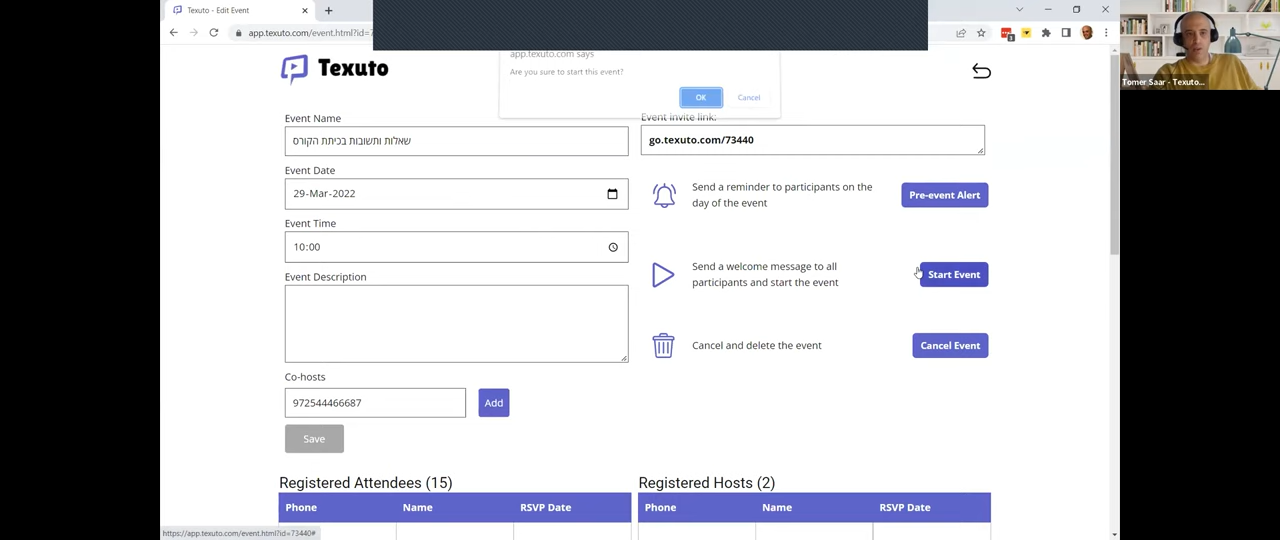 Texuto - Edit Event
app.texuto.com/event.html?id=7
app.texuto.com says
Are you sure to start this event?
OK
Cancel
Texuto
Tomer Saar - Texuto...
Event Name
שאלות ותשובות בכיתת הקורס
Event invite link:
go.texuto.com/73440
Event Date
29-Mar-2022
Send a reminder to participants on the
day of the event
Pre-event Alert
Event Time
10:00
Send a welcome message to all
participants and start the event
Start Event
Event Description
Cancel and delete the event
Cancel Event
Co-hosts
972544466687
Add
Save
Registered Attendees (15)
Registered Hosts (2)
Phone
Name
RSVP Date
Phone
Name
RSVP Date
https://app.texuto.com/event.html?id=73440#